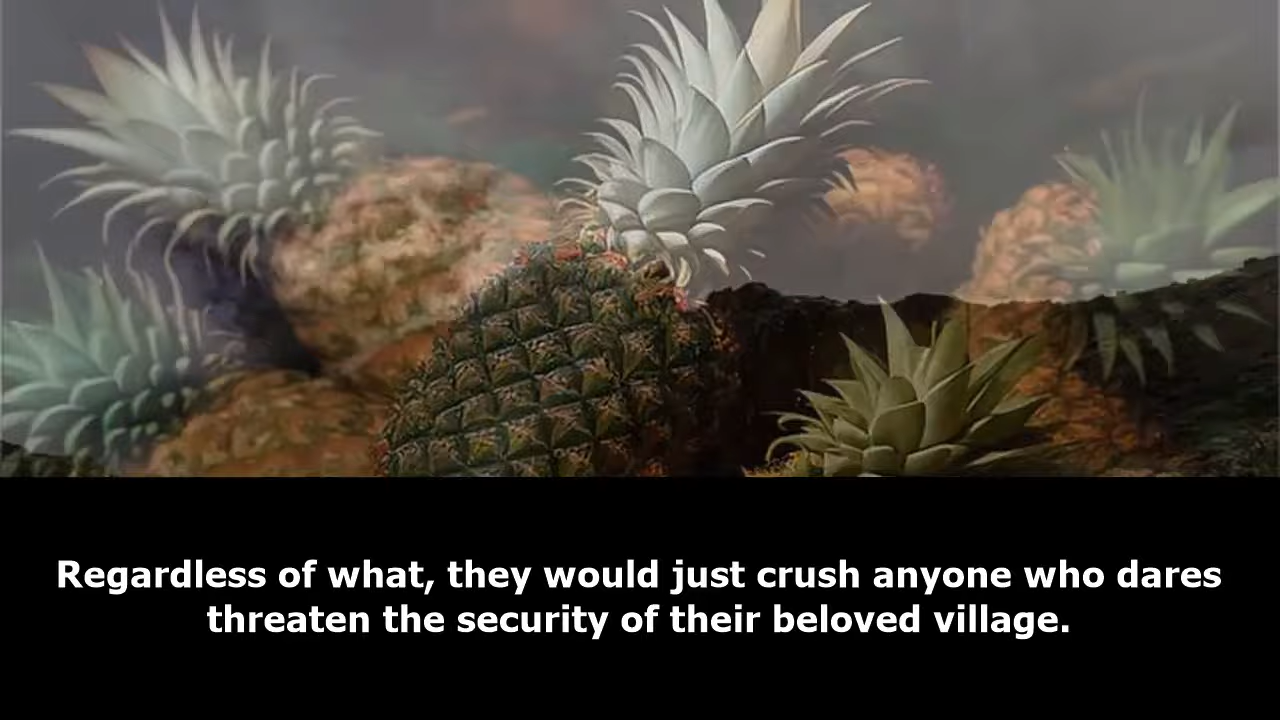 Regardless of what, they would just crush anyone who dares
threaten the security of their beloved village.